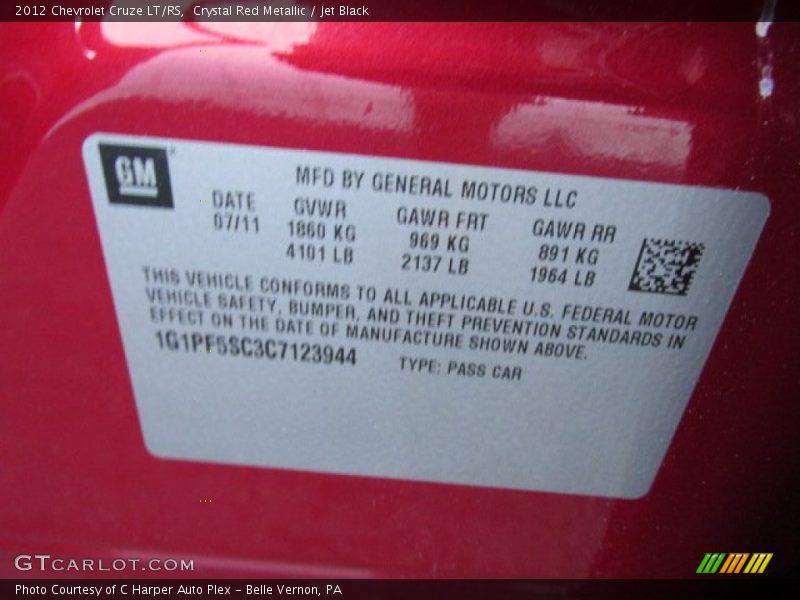 2012 Chevrolet Cruze LT/RS, Crystal Red Metallic / Jet Black
GM
MFD BY GENERAL MOTORS LLC
DATE GVWR GAWR FRT GAWR RR
07/11 1860 KG 969 KG 891 KG
4101 LB 2137 LB 1964 LB
THIS VEHICLE CONFORMS TO ALL APPLICABLE U.S. FEDERAL MOTOR
VEHICLE SAFETY, BUMPER, AND THEFT PREVENTION STANDARDS IN
EFFECT ON THE DATE OF MANUFACTURE SHOWN ABOVE.
1G1PF5SC3C7123944 TYPE: PASS CAR
GTCARLOT.COM
Photo Courtesy of C Harper Auto Plex - Belle Vernon, PA